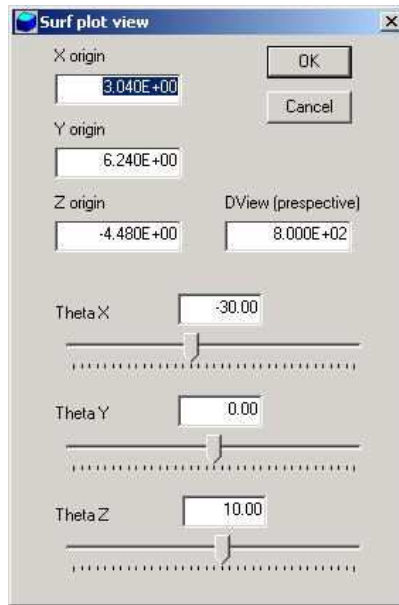 Surf plot view
X origin
OK
3.040E+00
Cancel
Y origin
6.240E+00
Z origin
DView (prespective)
-4.480E+00
8.000E+02
Theta X
-30.00
Theta Y
0.00
Theta Z
10.00